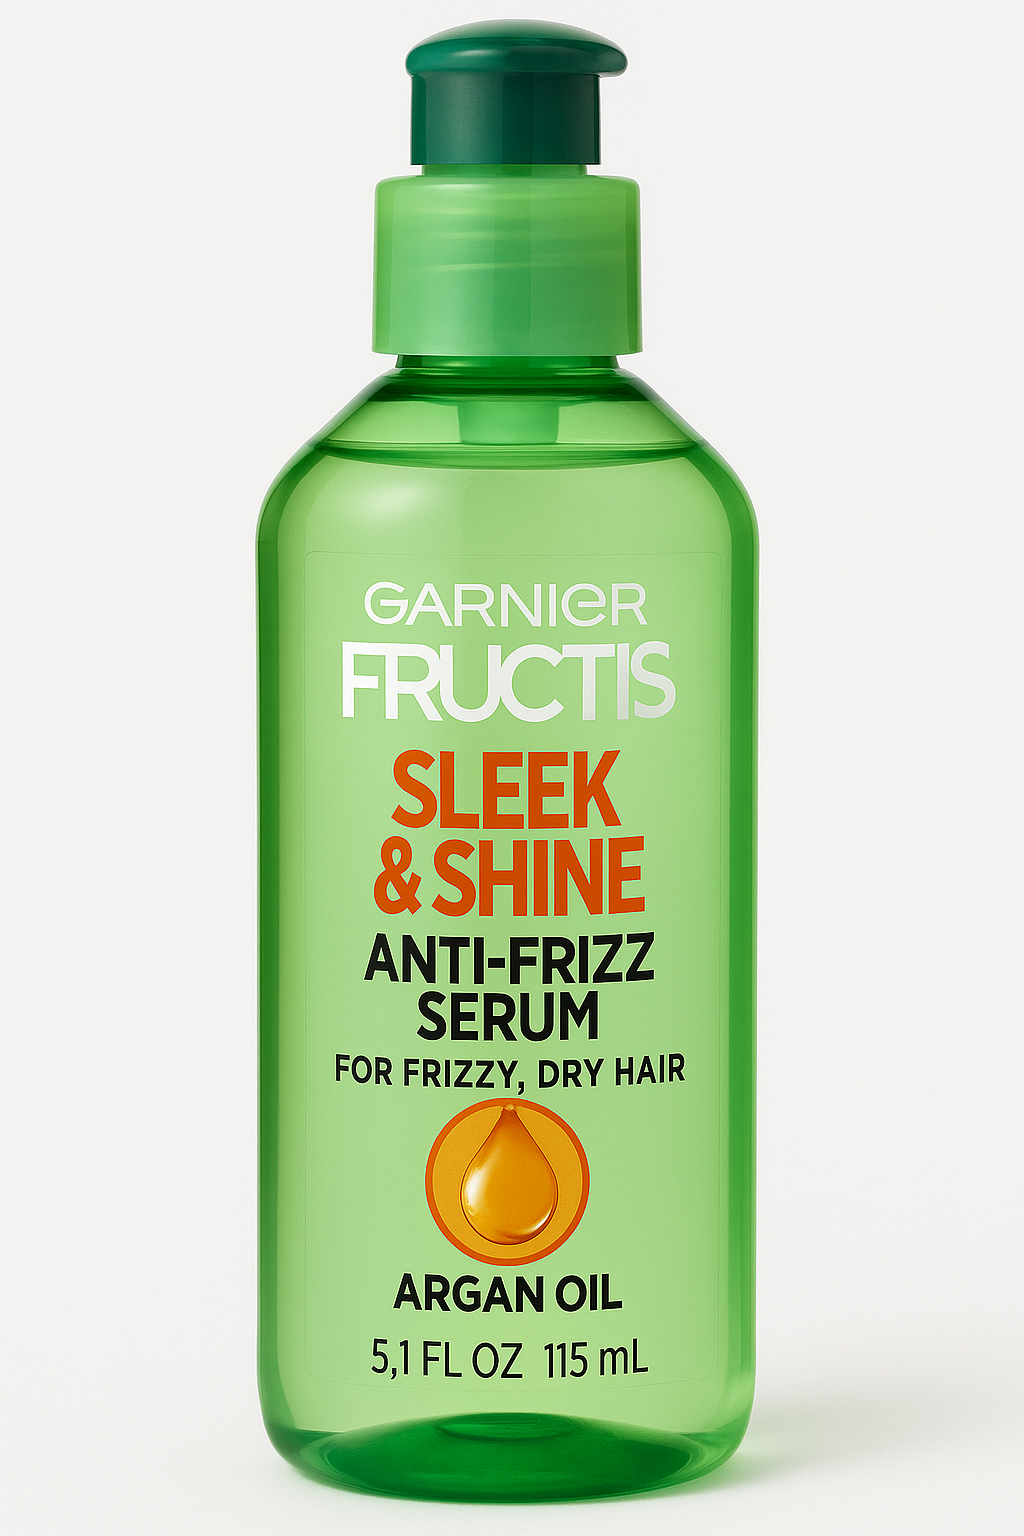 GARNIER
FRUCTIS
SLEEK
& SHINE
ANTI-FRIZZ
SERUM
FOR FRIZZY, DRY HAIR
ARGAN OIL
5,1 FL OZ 115 mL